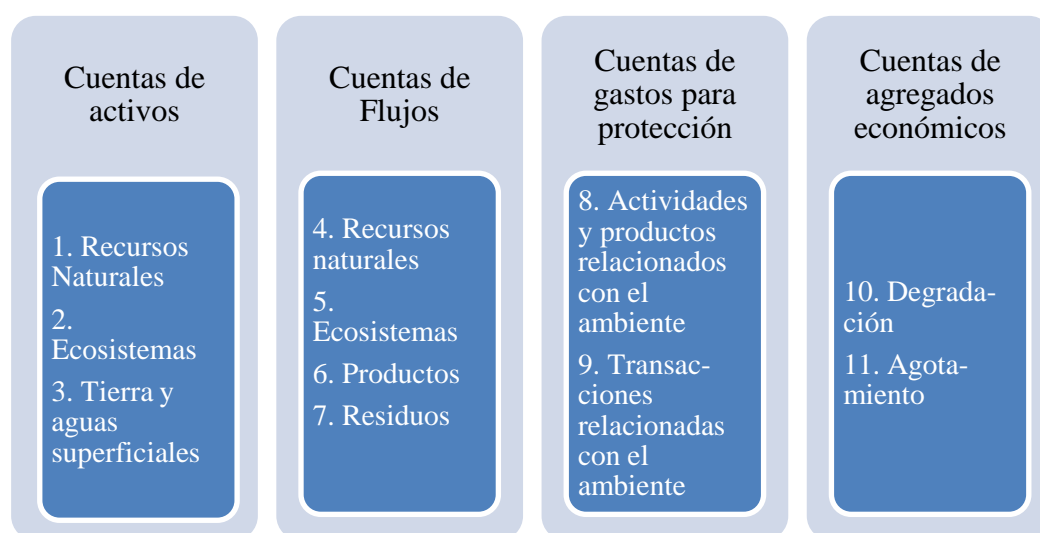 Cuentas de
activos
1. Recursos
Naturales
2.
Ecosistemas
3. Tierra y
aguas
superficiales
Cuentas de
Flujos
4. Recursos
naturales
5.
Ecosistemas
6. Productos
7. Residuos
Cuentas de
gastos para
protección
8. Actividades
y productos
relacionados
con el
ambiente
9. Transac-
ciones
relacionadas
con el
ambiente
Cuentas de
agregados
económicos
10. Degrada-
ción
11. Agota-
miento